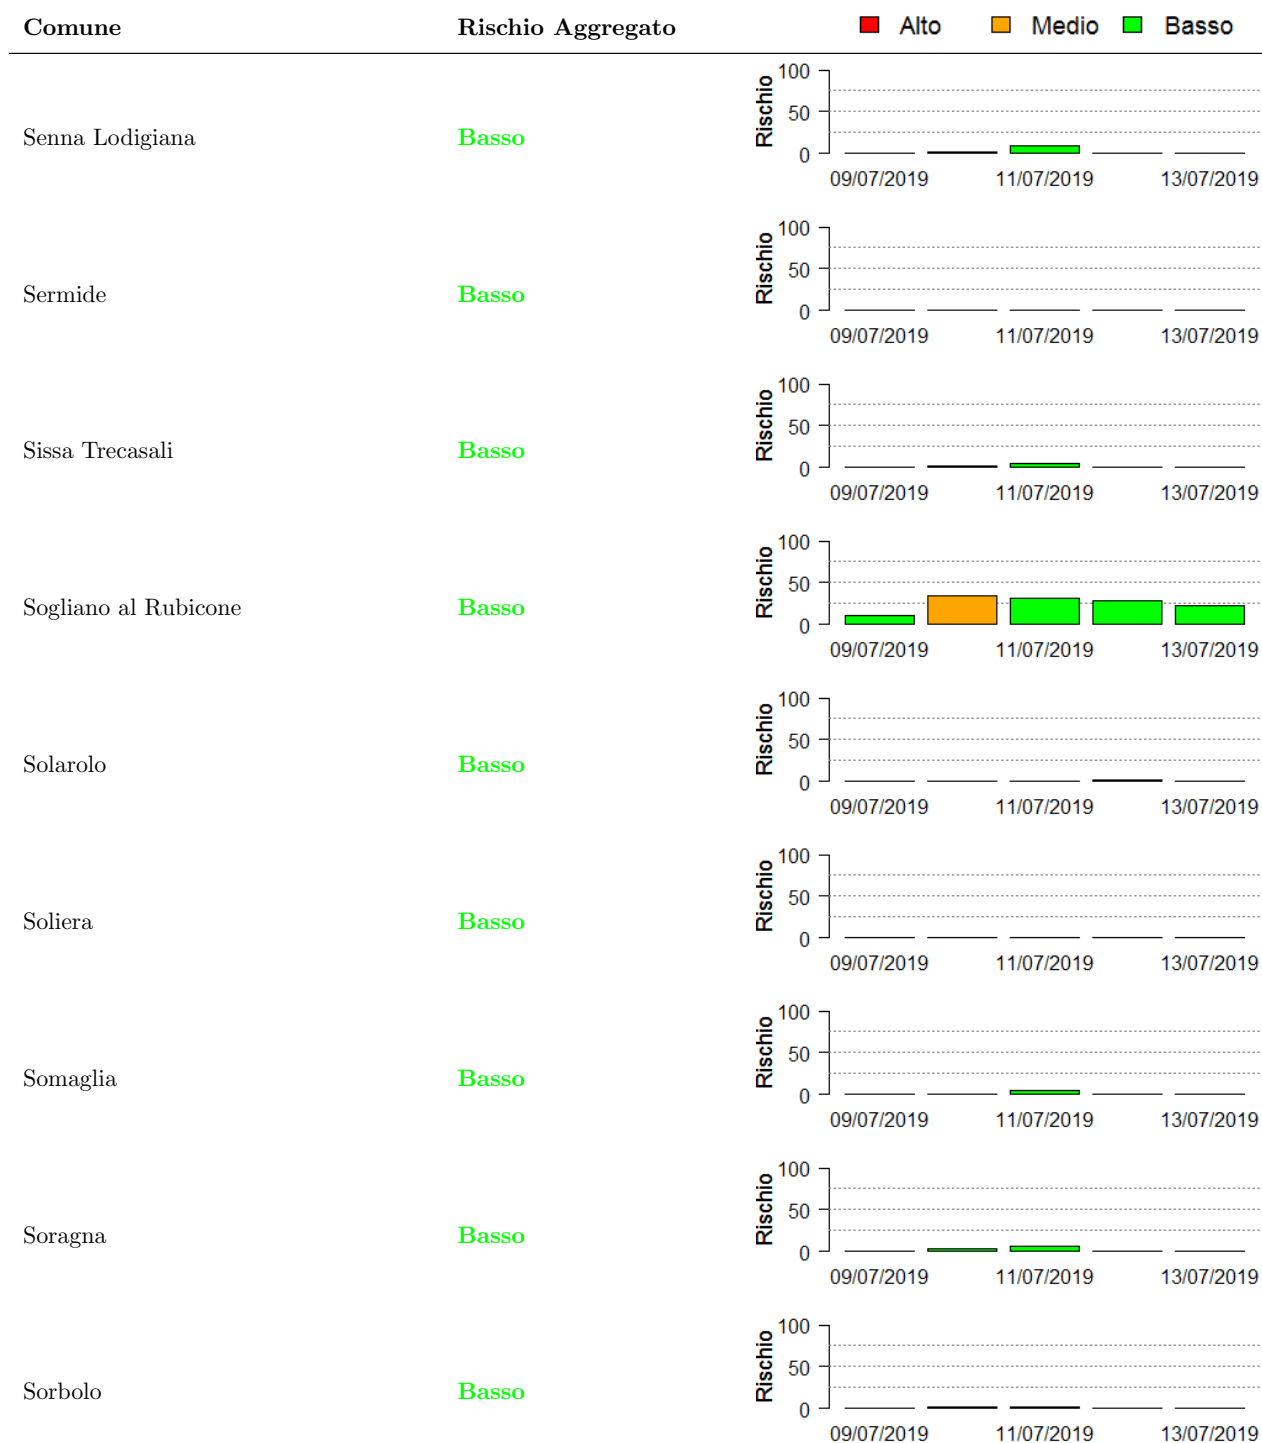 Comune Rischio Aggregato Alto Medio Basso
100
50
0
Rischio
Senna Lodigiana Basso
09/07/2019 11/07/2019 13/07/2019
100
50
0
Rischio
Sermide Basso
09/07/2019 11/07/2019 13/07/2019
100
50
0
Rischio
Sissa Trecasali Basso
09/07/2019 11/07/2019 13/07/2019
100
50
0
Rischio
Sogliano al Rubicone Basso
09/07/2019 11/07/2019 13/07/2019
100
50
0
Rischio
Solarolo Basso
09/07/2019 11/07/2019 13/07/2019
100
50
0
Rischio
Soliera Basso
09/07/2019 11/07/2019 13/07/2019
100
50
0
Rischio
Somaglia Basso
09/07/2019 11/07/2019 13/07/2019
100
50
0
Rischio
Soragna Basso
09/07/2019 11/07/2019 13/07/2019
100
50
0
Rischio
Sorbolo Basso
09/07/2019 11/07/2019 13/07/2019